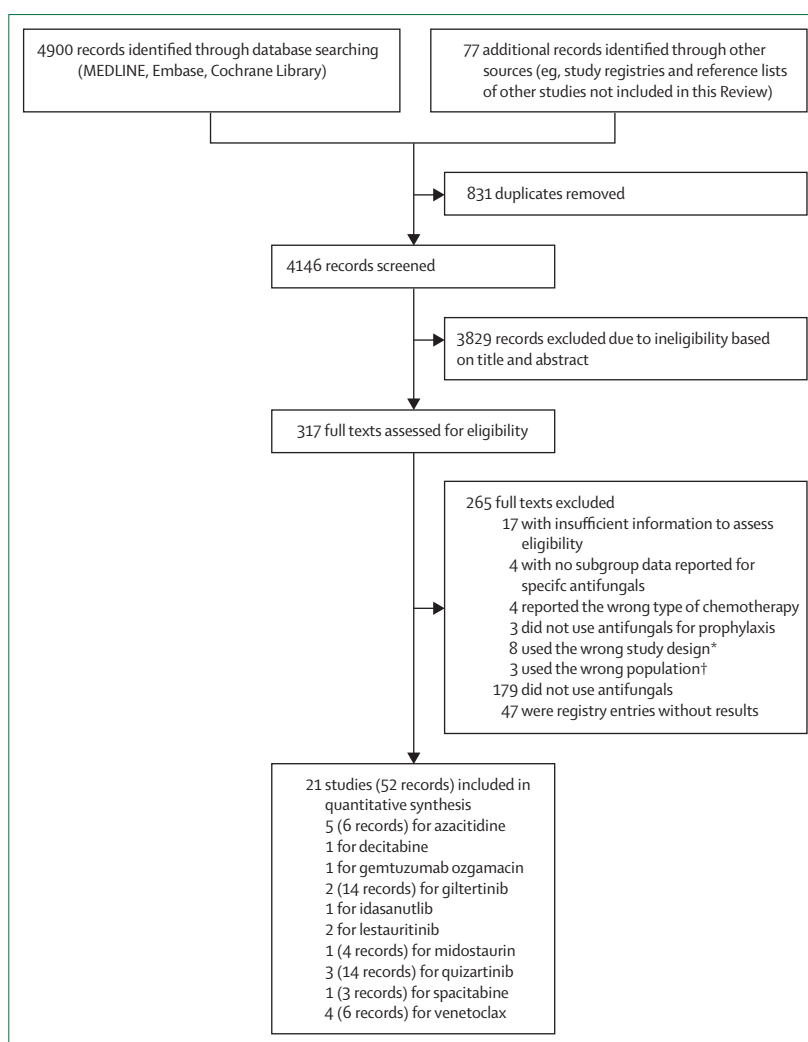 4900 records identified through database searching
(MEDLINE, Embase, Cochrane Library)
77 additional records identified through other
sources (eg, study registries and reference lists
of other studies not included in this Review)
831 duplicates removed
4146 records screened
3829 records excluded due to ineligibility based
on title and abstract
317 full texts assessed for eligibility
265 full texts excluded
17 with insufficient information to assess
eligibility
4 with no subgroup data reported for
specifc antifungals
4 reported the wrong type of chemotherapy
3 did not use antifungals for prophylaxis
8 used the wrong study design*
3 used the wrong population†
179 did not use antifungals
47 were registry entries without results
21 studies (52 records) included in
quantitative synthesis
5 (6 records) for azacitidine
1 for decitabine
1 for gemtuzumab ozgamacin
2 (14 records) for giltertinib
1 for idasanutlib
2 for lestauritinib
1 (4 records) for midostaurin
3 (14 records) for quizartinib
1 (3 records) for spacitabine
4 (6 records) for venetoclax